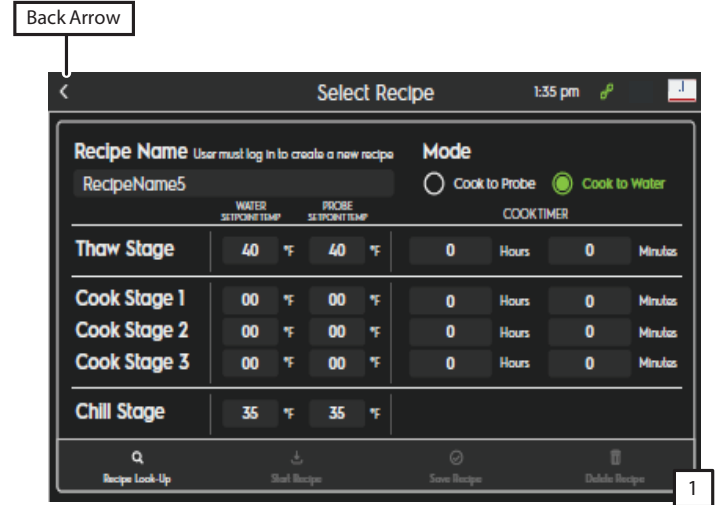 Back Arrow
Select Recipe 1:35 pm
Recipe Name User must log in to create a new recipe Mode
RecipeName5 Cook to Probe Cook to Water
WATER SETPOINT TEMP PROBE SETPOINT TEMP COOK TIMER
Thaw Stage 40 °F 40 °F 0 Hours 0 Minutes
Cook Stage 1 00 °F 00 °F 0 Hours 0 Minutes
Cook Stage 2 00 °F 00 °F 0 Hours 0 Minutes
Cook Stage 3 00 °F 00 °F 0 Hours 0 Minutes
Chill Stage 35 °F 35 °F
Recipe Look-Up Start Recipe Save Recipe Delete Recipe
1